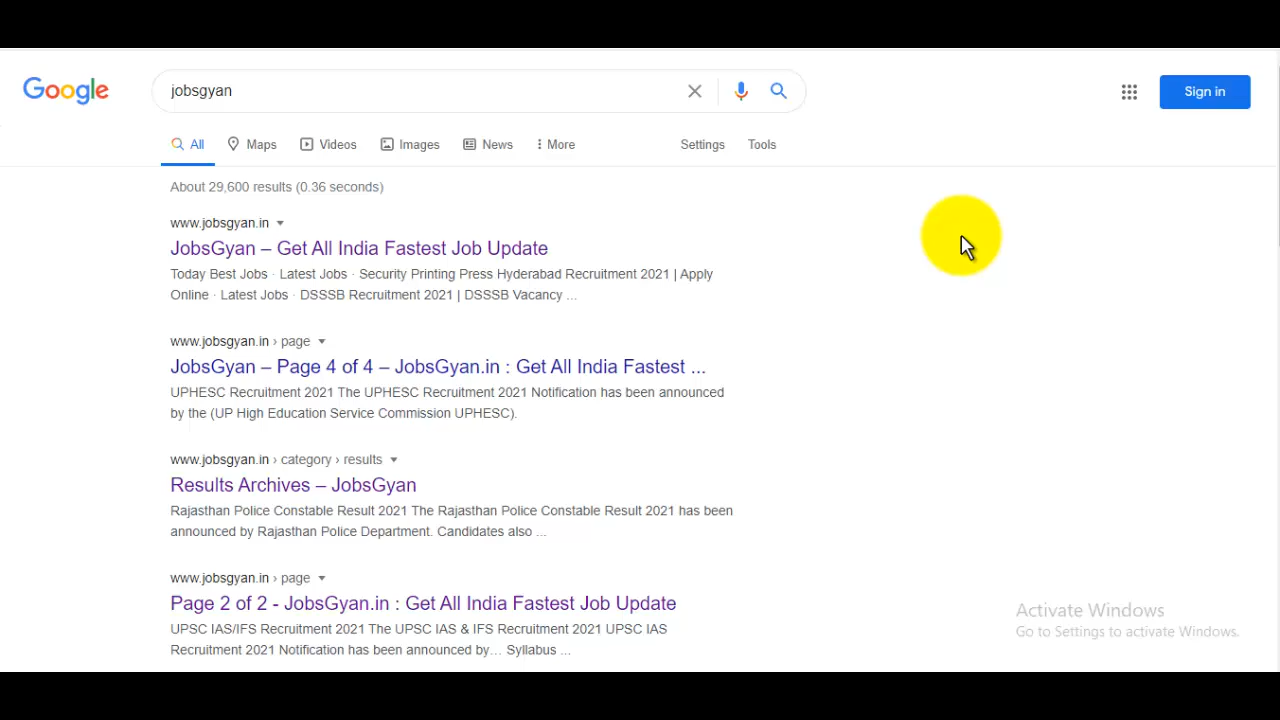 Google
jobsgyan
Sign in
All Maps Videos Images News More Settings Tools
About 29,600 results (0.36 seconds)
www.jobsgyan.in
JobsGyan – Get All India Fastest Job Update
Today Best Jobs · Latest Jobs · Security Printing Press Hyderabad Recruitment 2021 | Apply
Online · Latest Jobs · DSSSB Recruitment 2021 | DSSSB Vacancy ...
www.jobsgyan.in › page
JobsGyan – Page 4 of 4 – JobsGyan.in : Get All India Fastest ...
UPHESC Recruitment 2021 The UPHESC Recruitment 2021 Notification has been announced
by the (UP High Education Service Commission UPHESC).
www.jobsgyan.in › category › results
Results Archives – JobsGyan
Rajasthan Police Constable Result 2021 The Rajasthan Police Constable Result 2021 has been
announced by Rajasthan Police Department. Candidates also ...
www.jobsgyan.in › page
Page 2 of 2 - JobsGyan.in : Get All India Fastest Job Update
UPSC IAS/IFS Recruitment 2021 The UPSC IAS & IFS Recruitment 2021 UPSC IAS
Recruitment 2021 Notification has been announced by… Syllabus ...
Activate Windows
Go to Settings to activate Windows.